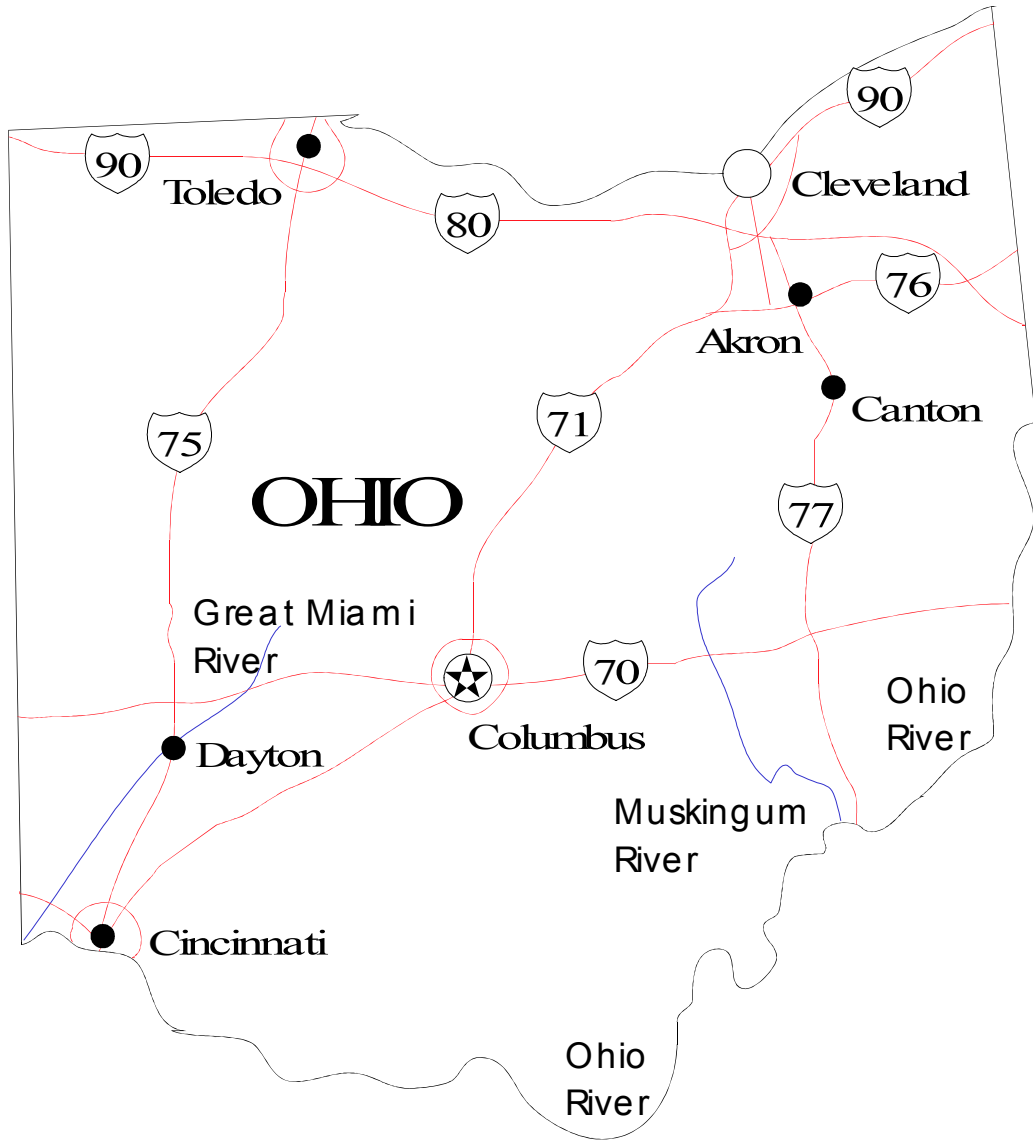 90
90
Toledo
Cleveland
80
76
Akron
Canton
75
71
OHIO
77
Great Miami
River
70
Ohio
River
Columbus
Dayton
Muskingum
River
Cincinnati
Ohio
River